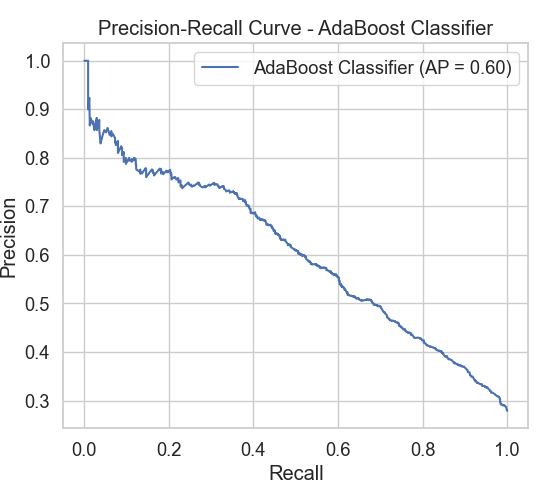 Precision-Recall Curve - AdaBoost Classifier
AdaBoost Classifier (AP = 0.60)
1.0
0.9
0.8
0.7
0.6
0.5
0.4
0.3
Precision
0.0 0.2 0.4 0.6 0.8 1.0
Recall